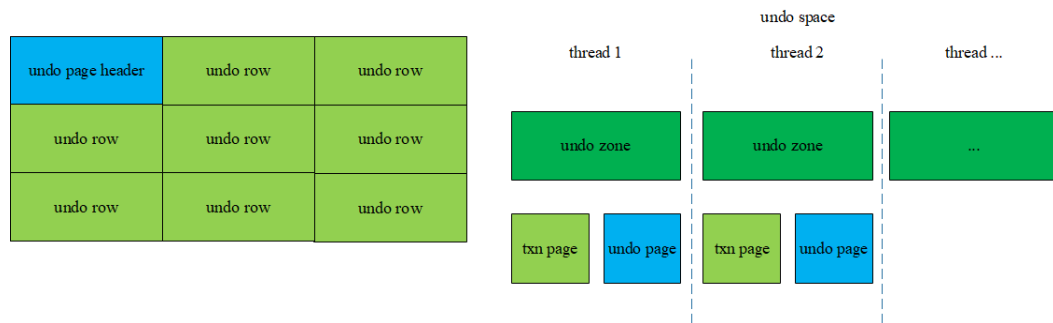 undo page header undo row undo row
undo row undo row undo row
undo row undo row undo row
undo space
thread 1 thread 2 thread ...
undo zone undo zone ...
txn page undo page txn page undo page